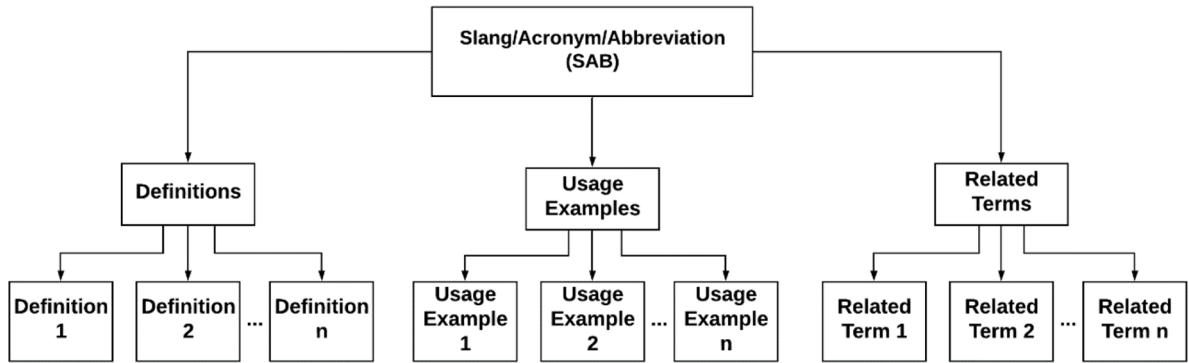 Slang/Acronym/Abbreviation
(SAB)
Definitions
Usage
Examples
Related
Terms
Definition
1
Definition
2
...
Definition
n
Usage
Example
1
Usage
Example
2
...
Usage
Example
n
Related
Term 1
Related
Term 2
...
Related
Term n